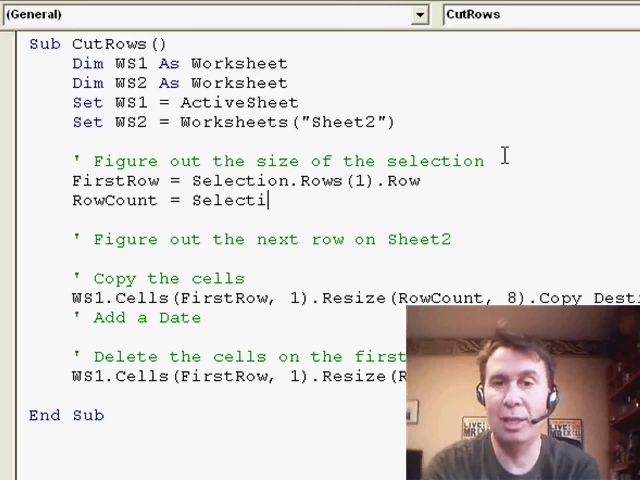 (General)
CutRows
Sub CutRows()
Dim WS1 As Worksheet
Dim WS2 As Worksheet
Set WS1 = ActiveSheet
Set WS2 = Worksheets("Sheet2")
' Figure out the size of the selection
FirstRow = Selection.Rows(1).Row
RowCount = Selecti
' Figure out the next row on Sheet2
' Copy the cells
WS1.Cells(FirstRow, 1).Resize(RowCount, 8).Copy Desti
' Add a Date
' Delete the cells on the first
WS1.Cells(FirstRow, 1).Resize(R
End Sub